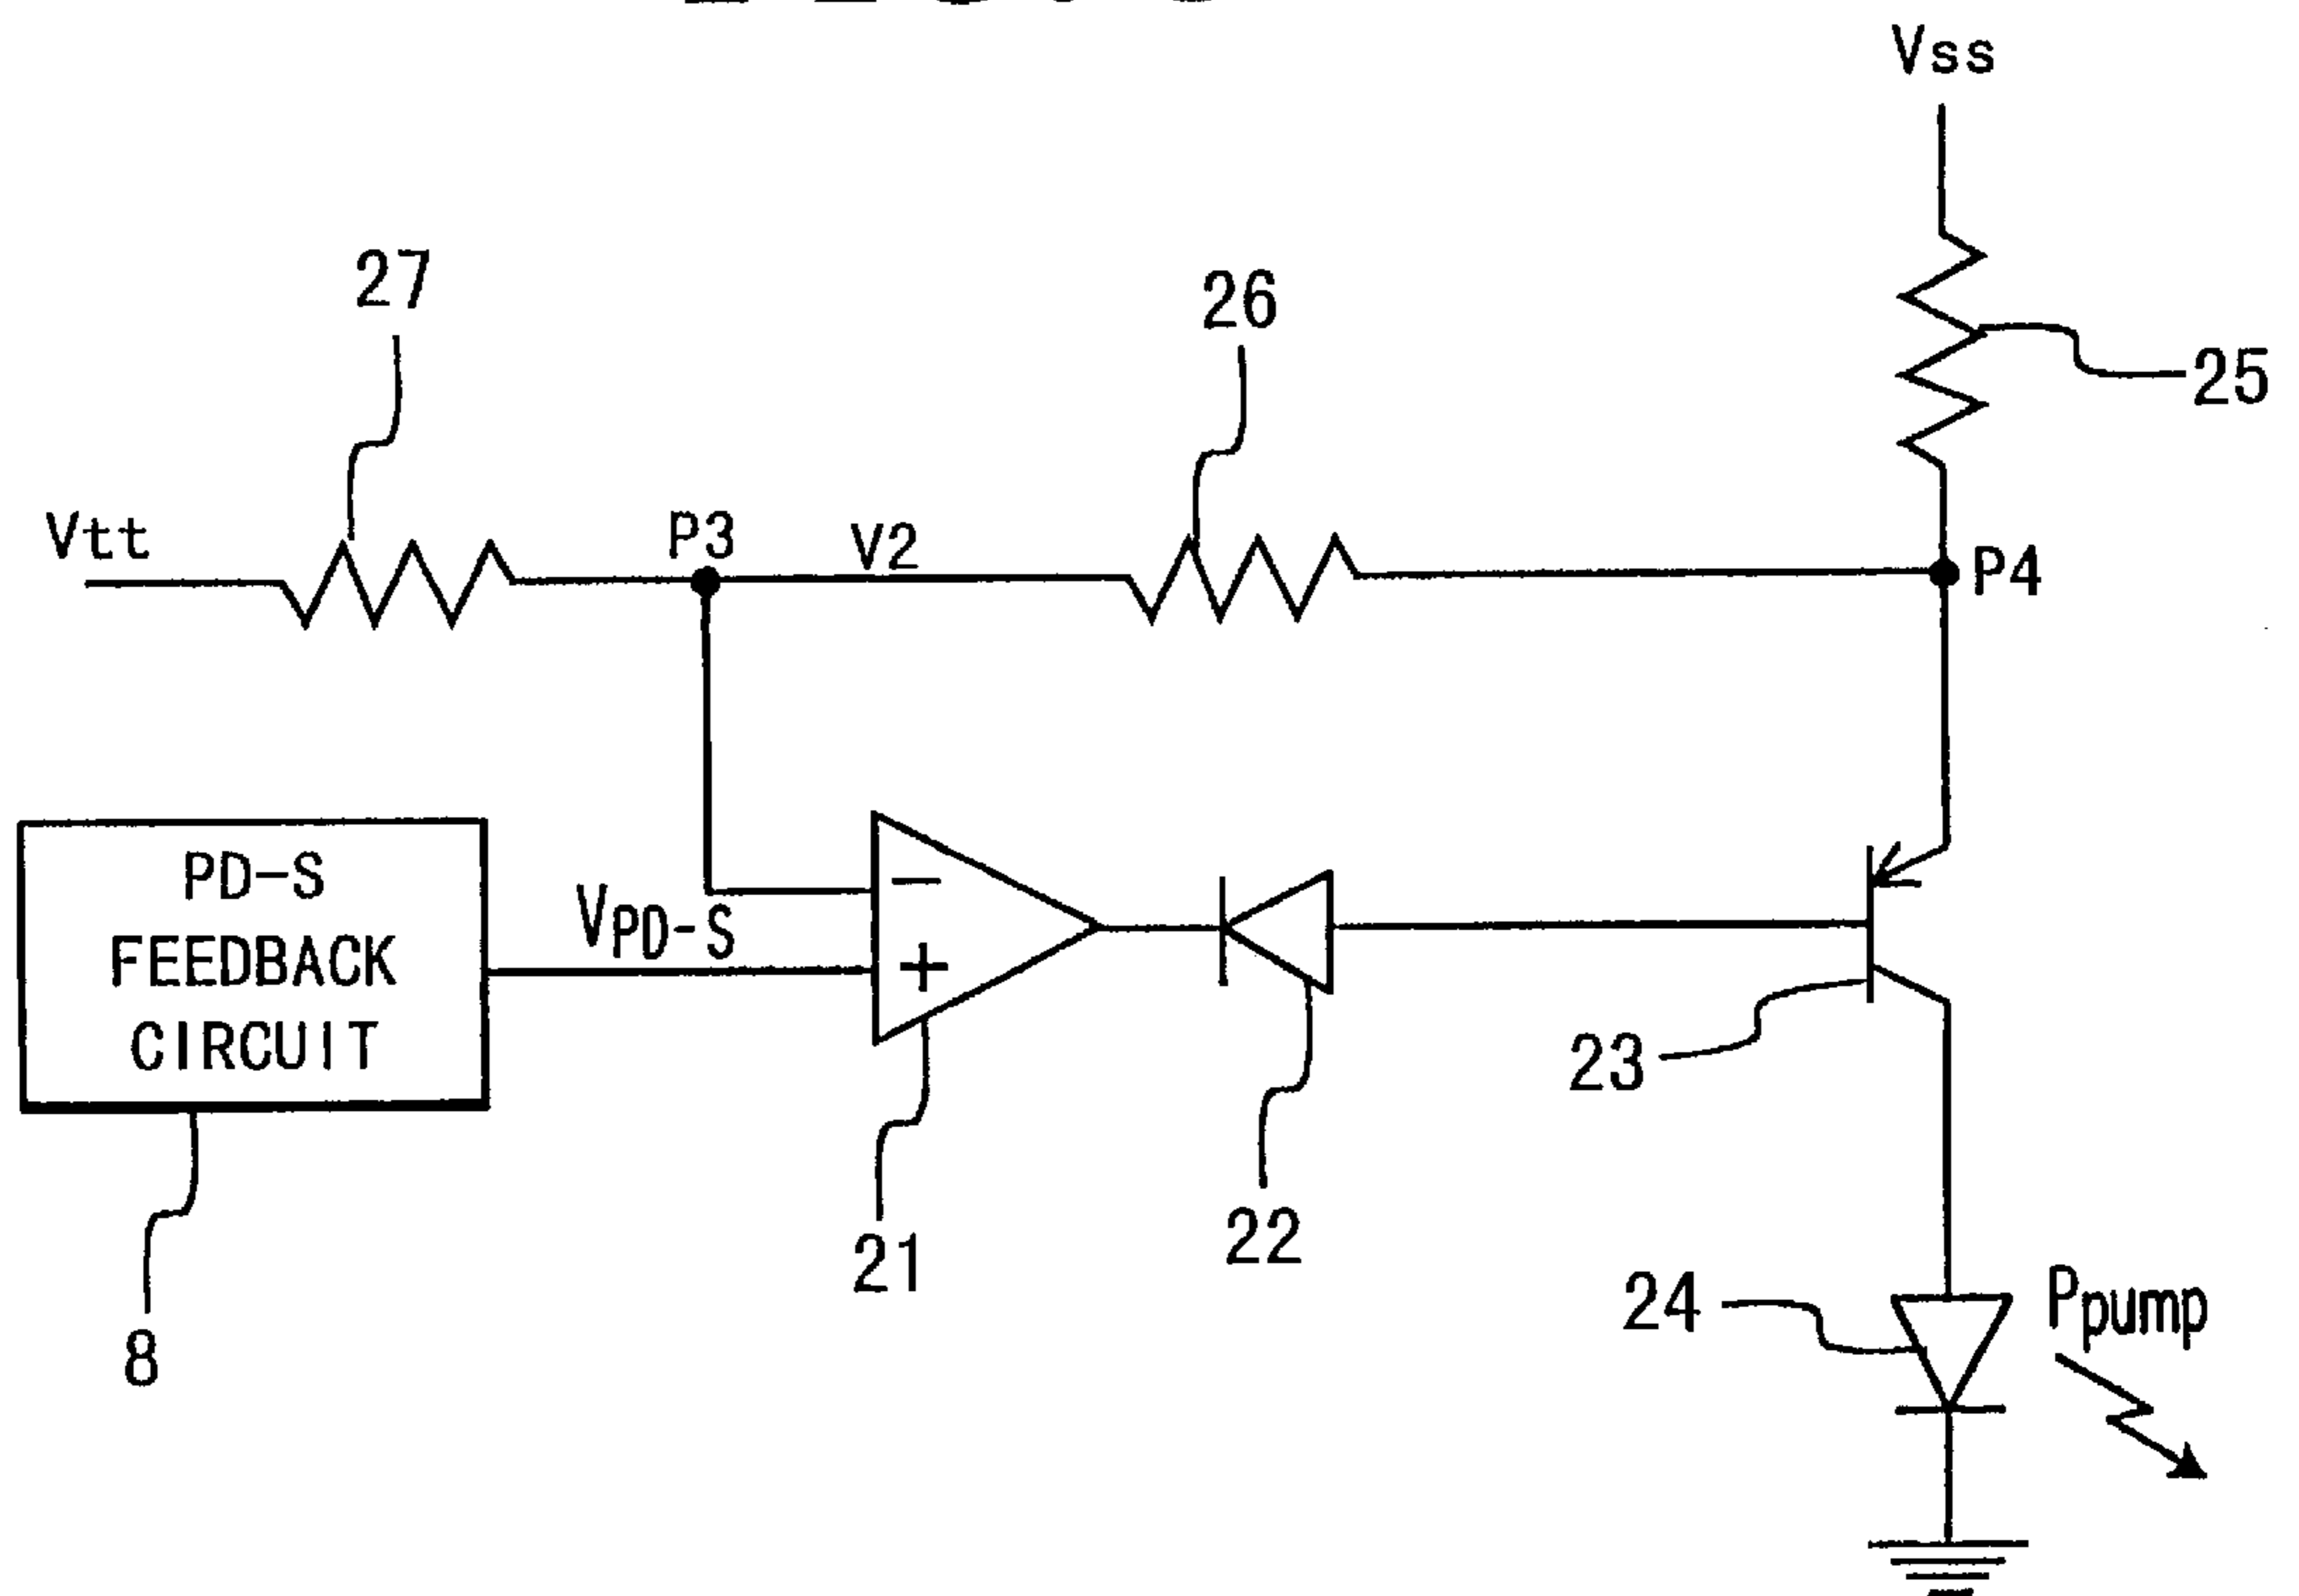 Vss
27
26
25
Vtt
P3
V2
P4
PD-S
FEEDBACK
CIRCUIT
VPD-S
−
+
23
22
21
24
Ppump
8